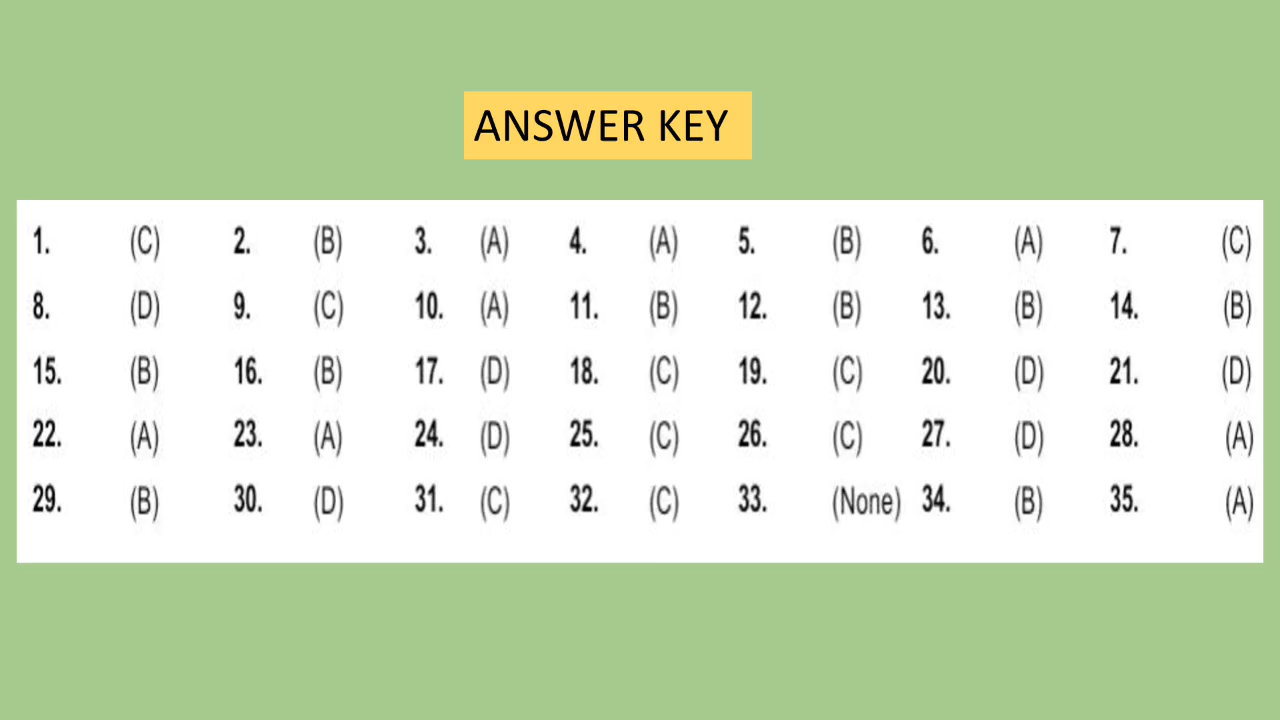 ANSWER KEY
1. (C) 2. (B) 3. (A) 4. (A) 5. (B) 6. (A) 7. (C)
8. (D) 9. (C) 10. (A) 11. (B) 12. (B) 13. (B) 14. (B)
15. (B) 16. (B) 17. (D) 18. (C) 19. (C) 20. (D) 21. (D)
22. (A) 23. (A) 24. (D) 25. (C) 26. (C) 27. (D) 28. (A)
29. (B) 30. (D) 31. (C) 32. (C) 33. (None) 34. (B) 35. (A)